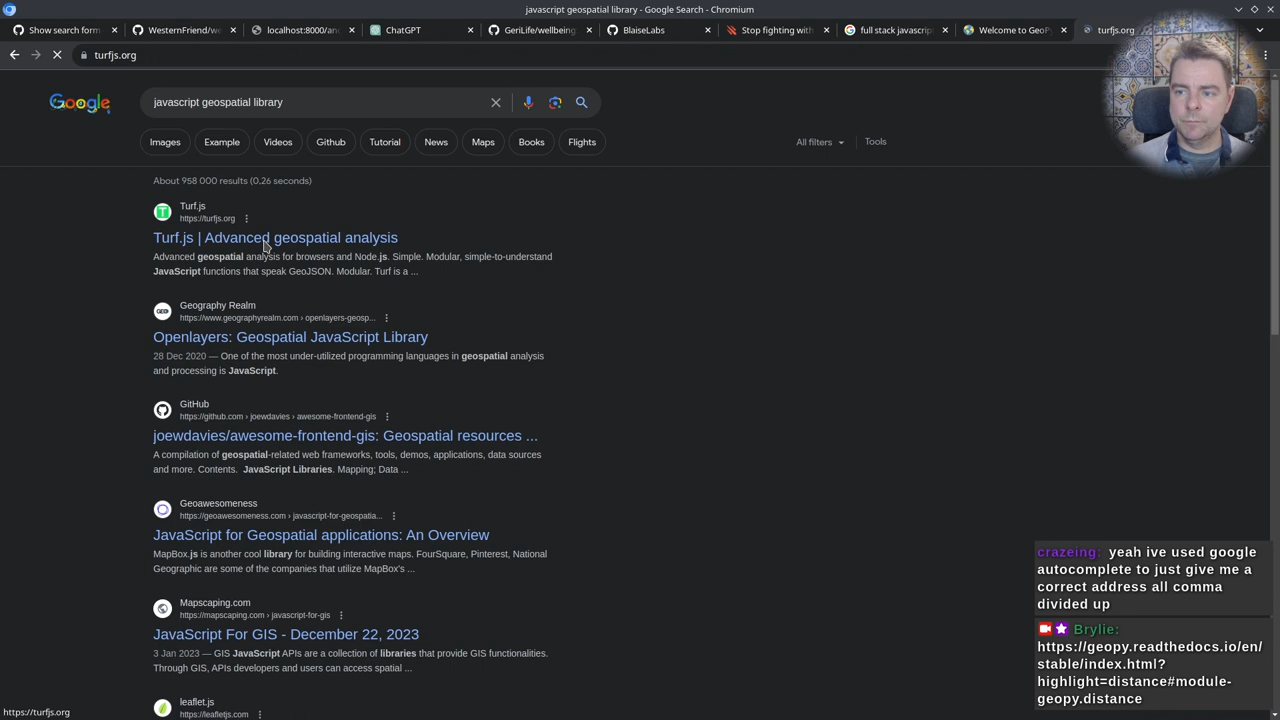 javascript geospatial library - Google Search - Chromium
Show search form
WesternFriend/we
localhost:8000/an
ChatGPT
GeriLife/wellbeing
BlaiseLabs
Stop fighting with
full stack javascrip
Welcome to GeoP
turfjs.org
turfjs.org
Google
javascript geospatial library
Images
Example
Videos
Github
Tutorial
News
Maps
Books
Flights
All filters
Tools
About 958 000 results (0,26 seconds)
Turf.js
https://turfjs.org
Turf.js | Advanced geospatial analysis
Advanced geospatial analysis for browsers and Node.js. Simple. Modular, simple-to-understand
JavaScript functions that speak GeoJSON. Modular. Turf is a ...
Geography Realm
https://www.geographyrealm.com › openlayers-geosp...
Openlayers: Geospatial JavaScript Library
28 Dec 2020 — One of the most under-utilized programming languages in geospatial analysis
and processing is JavaScript.
GitHub
https://github.com › joewdavies › awesome-frontend-gis
joewdavies/awesome-frontend-gis: Geospatial resources ...
A compilation of geospatial-related web frameworks, tools, demos, applications, data sources
and more. Contents. JavaScript Libraries. Mapping; Data ...
Geoawesomeness
https://geoawesomeness.com › javascript-for-geospatia...
JavaScript for Geospatial applications: An Overview
MapBox.js is another cool library for building interactive maps. FourSquare, Pinterest, National
Geographic are some of the companies that utilize MapBox's ...
Mapscaping.com
https://mapscaping.com › javascript-for-gis
JavaScript For GIS - December 22, 2023
3 Jan 2023 — GIS JavaScript APIs are a collection of libraries that provide GIS functionalities.
Through GIS, APIs developers and users can access spatial ...
leaflet.js
https://leafletjs.com
https://turfjs.org
crazeing: yeah ive used google
autocomplete to just give me a
correct address all comma
divided up
Brylie:
https://geopy.readthedocs.io/en/
stable/index.html?
highlight=distance#module-
geopy.distance